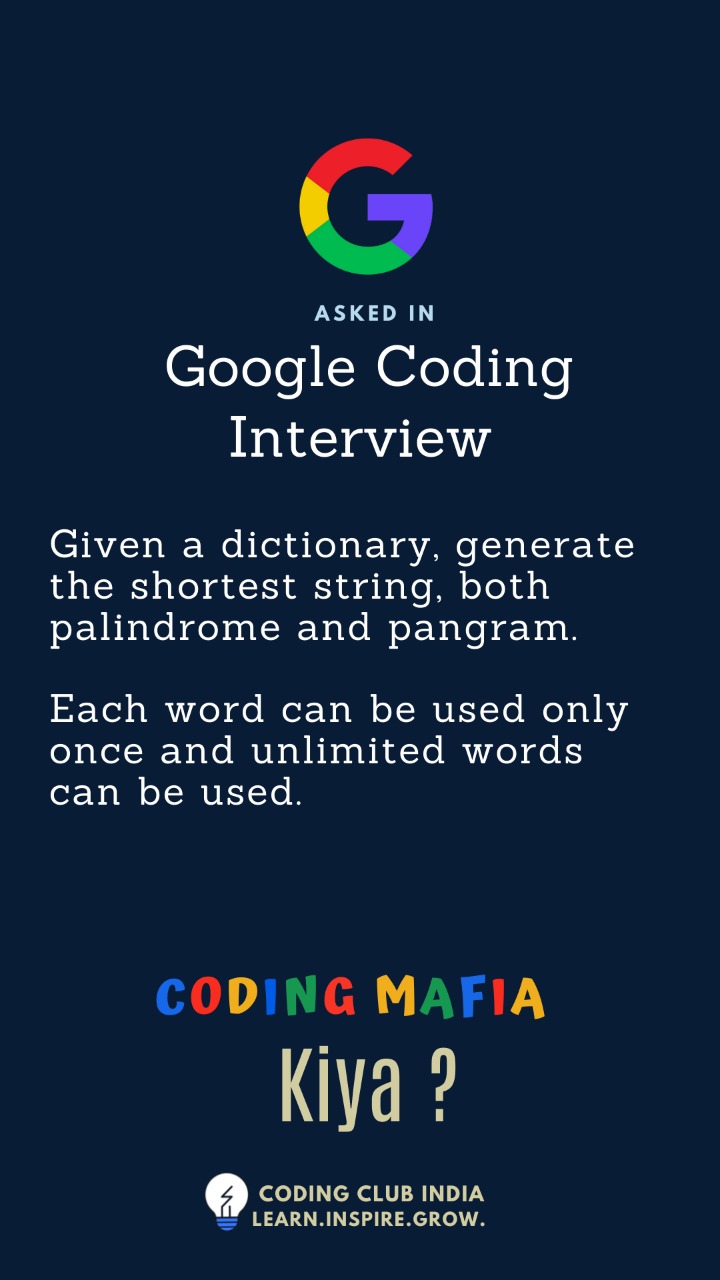 ASKED IN
Google Coding
Interview
Given a dictionary, generate
the shortest string, both
palindrome and pangram.
Each word can be used only
once and unlimited words
can be used.
CODING MAFIA
Kiya ?
CODING CLUB INDIA
LEARN.INSPIRE.GROW.